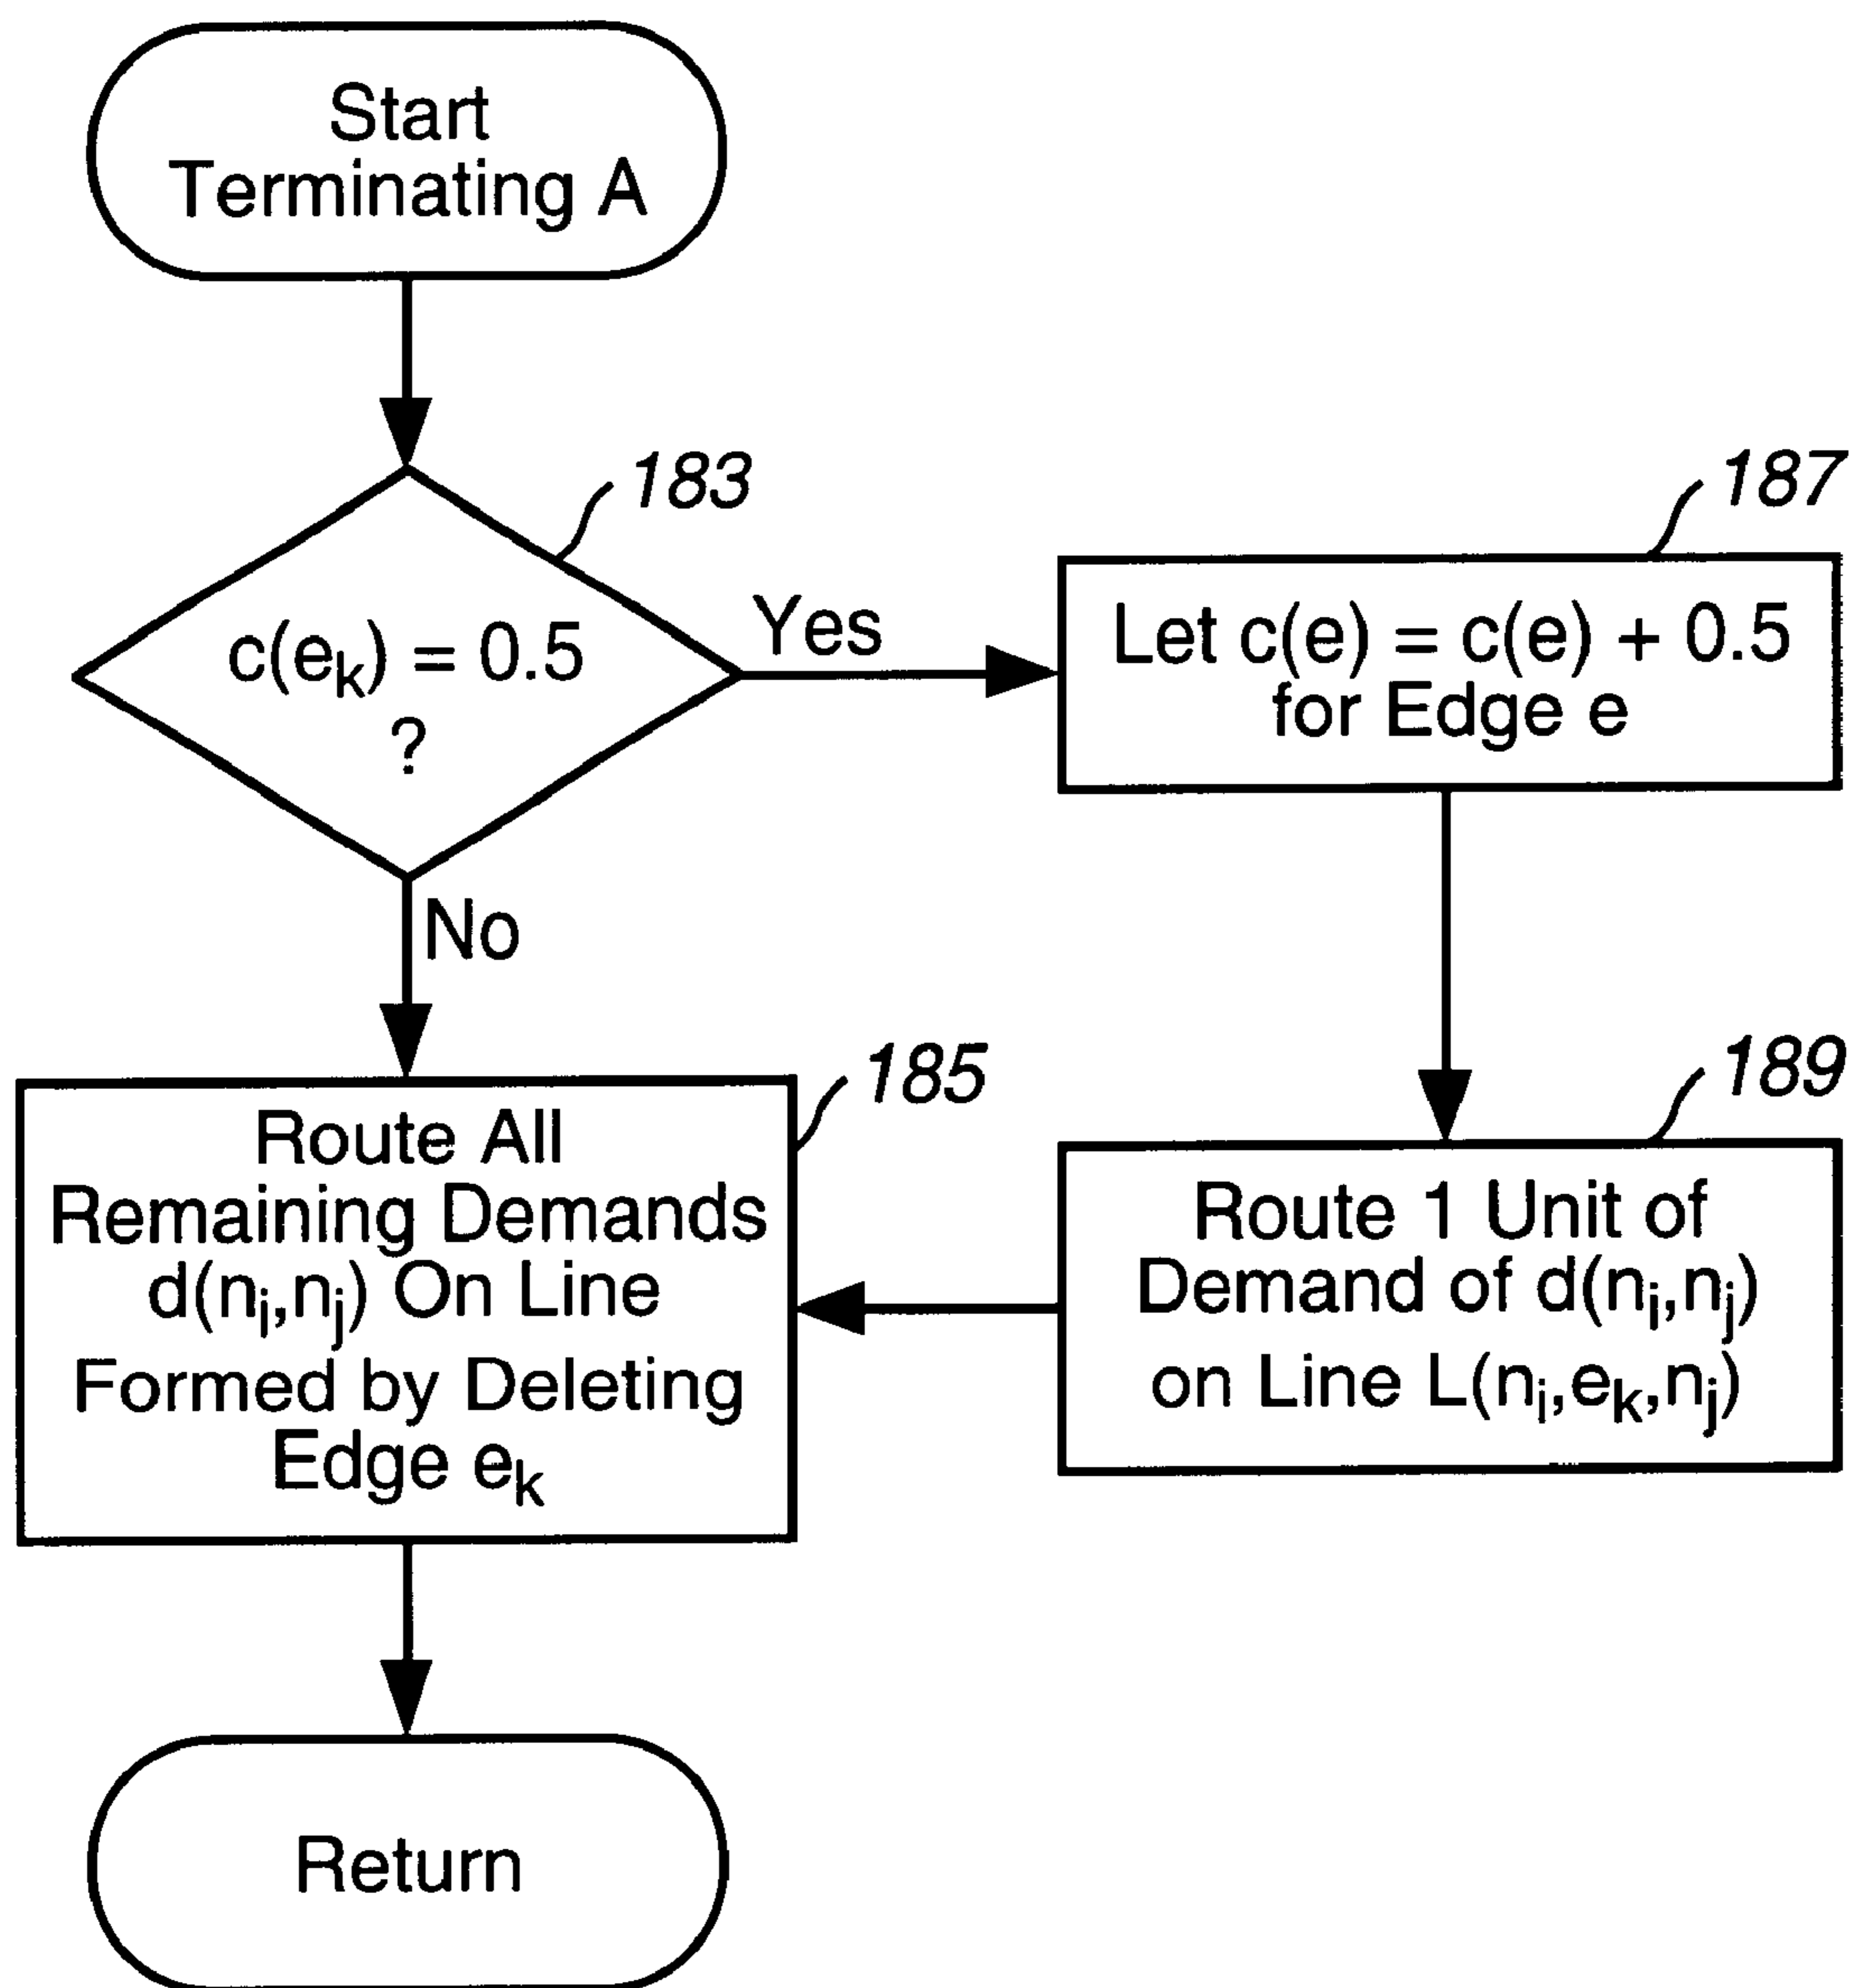 Start
Terminating A
183
c(ek) = 0.5
?
Yes
187
Let c(e) = c(e) + 0.5
for Edge e
No
185
Route All
Remaining Demands
d(ni,nj) On Line
Formed by Deleting
Edge ek
189
Route 1 Unit of
Demand of d(ni,nj)
on Line L(ni,ek,nj)
Return